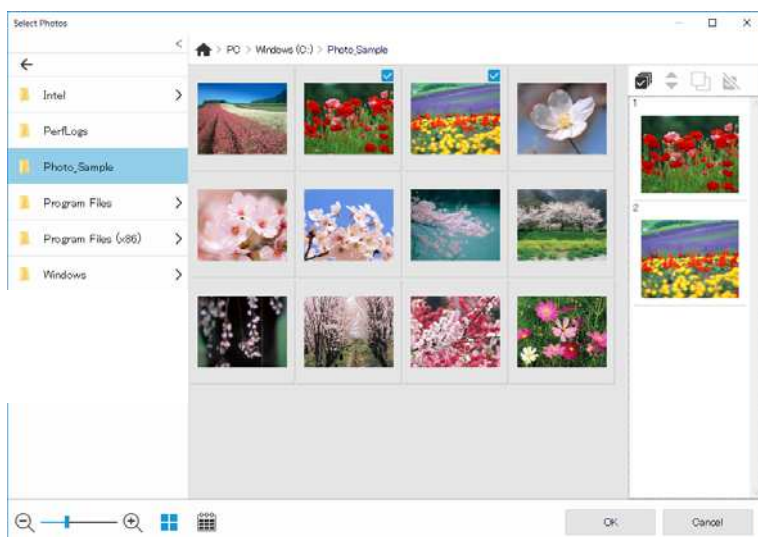 Select Photos
< PC > Windows (C:) > Photo_Sample
Intel
PerfLogs
Photo_Sample
Program Files
Program Files (x86)
Windows
1
2
OK
Cancel